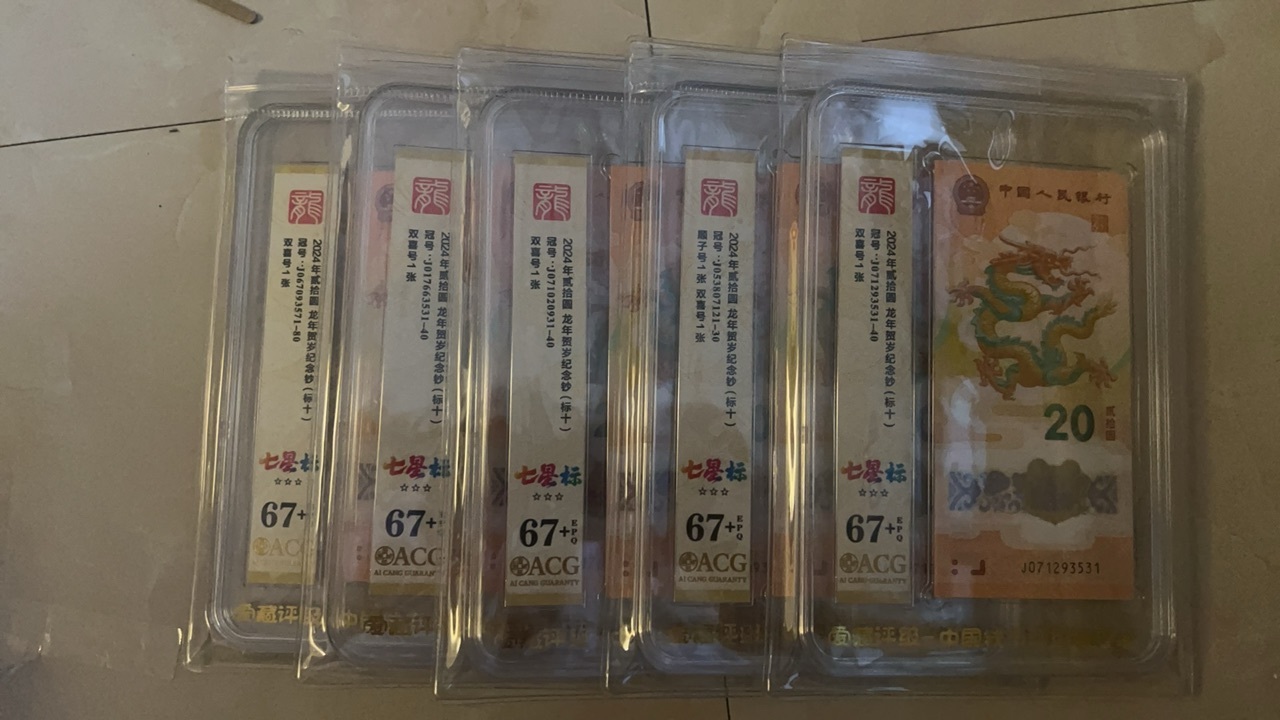 龍
2024年贰拾圆 龙年贺岁纪念钞(标十)
冠号:J067093571-80
双喜号1张
七星标
☆☆☆
67+
ACG
龍
2024年贰拾圆 龙年贺岁纪念钞(标十)
冠号:J017663531-40
双喜号1张
七星标
☆☆☆
67+
ACG
AI CANG GUARANTY
龍
2024年贰拾圆 龙年贺岁纪念钞(标十)
冠号:J071020931-40
双喜号1张
七星标
☆☆☆
67+EPQ
ACG
AI CANG GUARANTY
龍
2024年贰拾圆 龙年贺岁纪念钞(标十)
冠号:J053807121-30
顺子号1张 双喜号1张
七星标
☆☆☆
67+EPQ
ACG
AI CANG GUARANTY
龍
2024年贰拾圆 龙年贺岁纪念钞(标十)
冠号:J071293531-40
双喜号1张
七星标
☆☆☆
67+EPQ
ACG
AI CANG GUARANTY
中國人民银行
20
贰拾圆
J071293531
爱藏评级